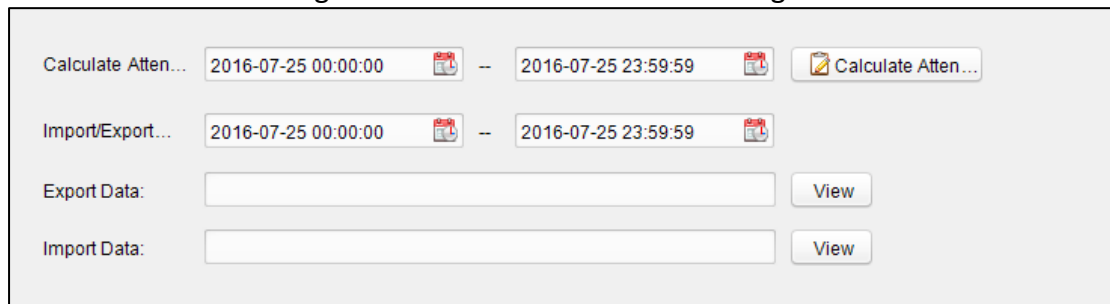 Calculate Atten... 2016-07-25 00:00:00 -- 2016-07-25 23:59:59 Calculate Atten...
Import/Export... 2016-07-25 00:00:00 -- 2016-07-25 23:59:59
Export Data: View
Import Data: View